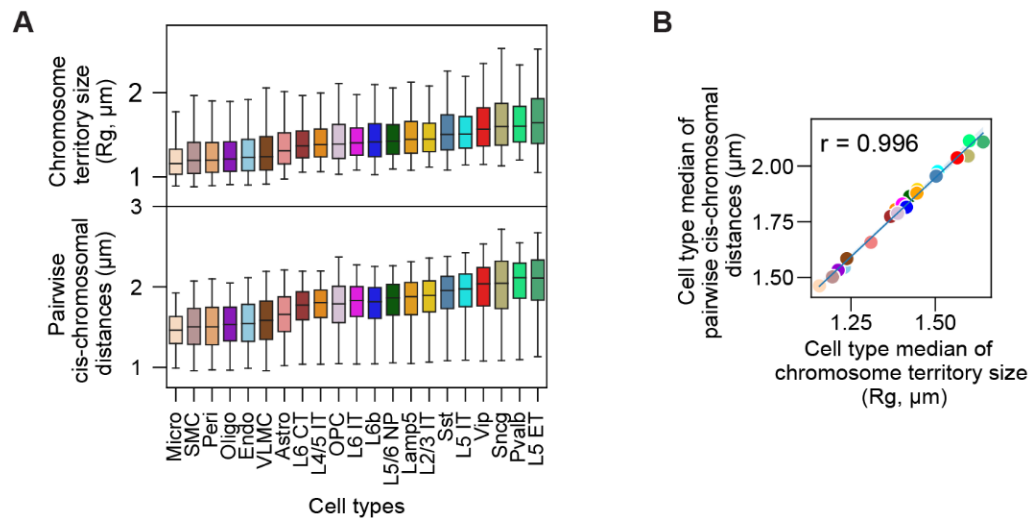 A
Chromosome
territory size
(Rg, μm)
2
1
3
Pairwise
cis-chromosomal
distances (μm)
2
1
Micro
SMC
Peri
Oligo
Endo
VLMC
Astro
L6 CT
L4/5 IT
OPC
L6 IT
L6b
L5/6 NP
Lamp5
L2/3 IT
Sst
L5 IT
Vip
Sncg
Pvalb
L5 ET
Cell types
B
Cell type median of
pairwise cis-chromosomal
distances (μm)
r = 0.996
2.00
1.75
1.50
1.25
1.50
Cell type median of
chromosome territory size
(Rg, μm)